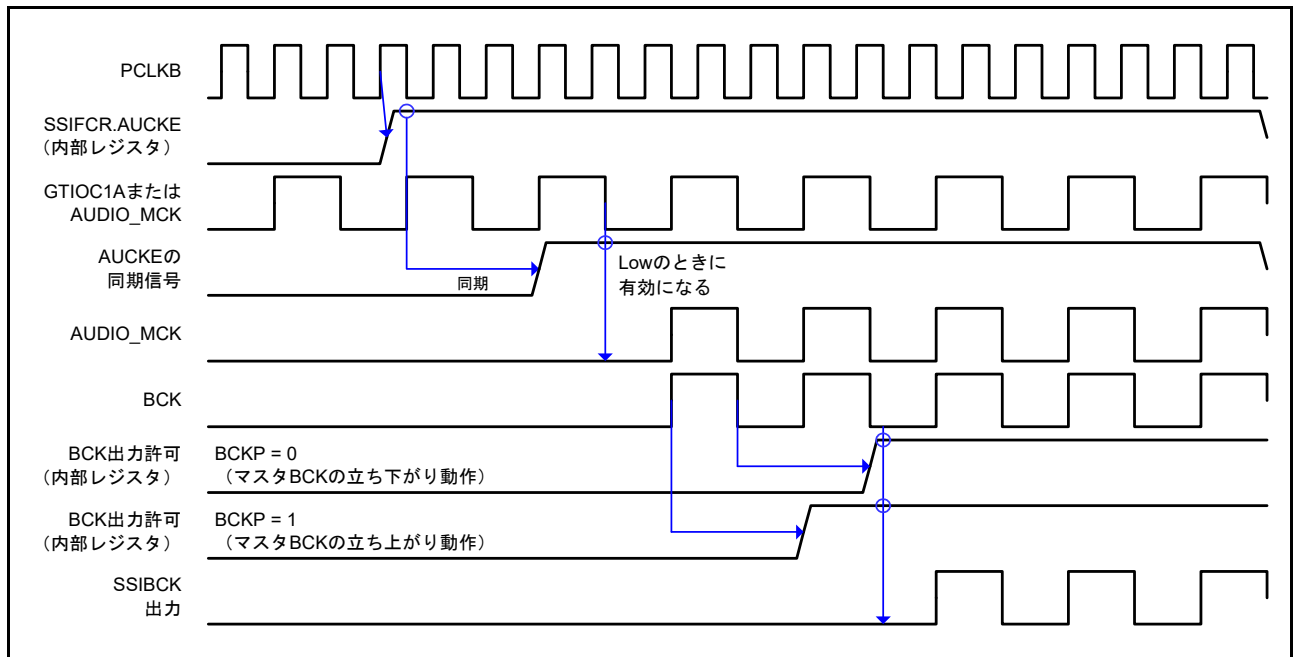 PCLKB
SSIFCR.AUCKE
（内部レジスタ）
GTIOC1Aまたは
AUDIO_MCK
AUCKEの
同期信号
同期
Lowのときに
有効になる
AUDIO_MCK
BCK
BCK出力許可
（内部レジスタ）
BCKP = 0
（マスタBCKの立ち下がり動作）
BCK出力許可
（内部レジスタ）
BCKP = 1
（マスタBCKの立ち上がり動作）
SSIBCK
出力